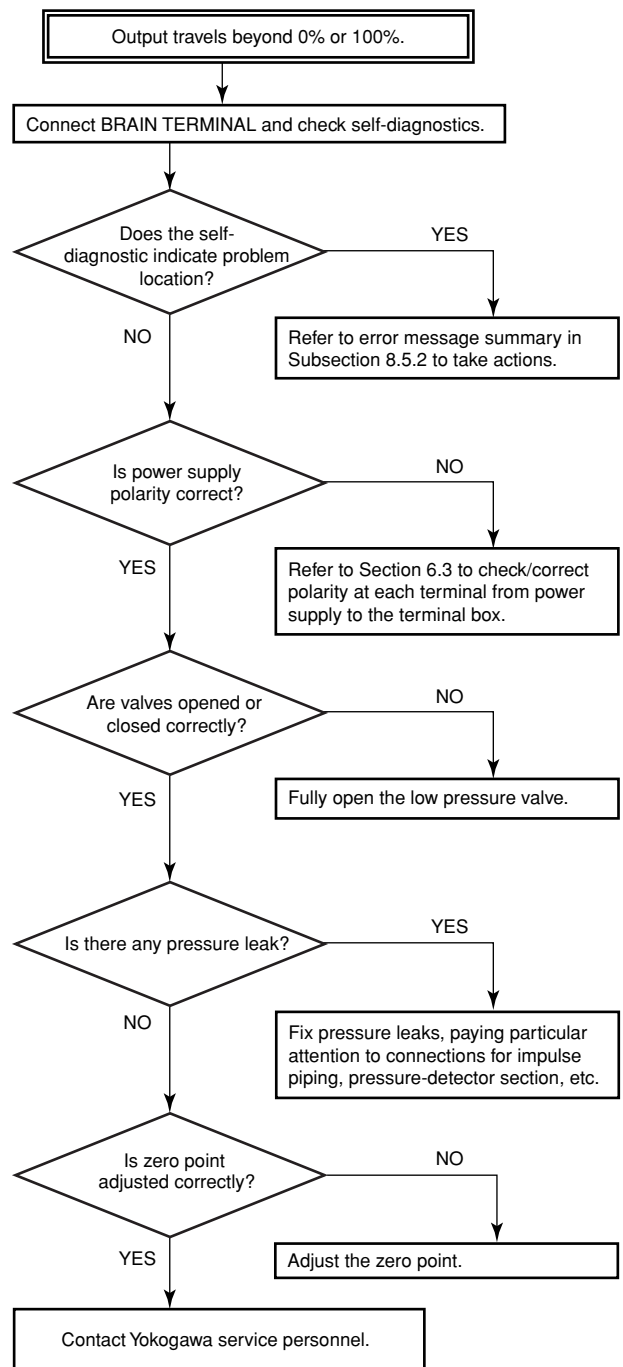 Output travels beyond 0% or 100%.
Connect BRAIN TERMINAL and check self-diagnostics.
Does the self-
diagnostic indicate problem
location?
YES
NO
Refer to error message summary in
Subsection 8.5.2 to take actions.
Is power supply
polarity correct?
NO
YES
Refer to Section 6.3 to check/correct
polarity at each terminal from power
supply to the terminal box.
Are valves opened or
closed correctly?
NO
YES
Fully open the low pressure valve.
Is there any pressure leak?
YES
NO
Fix pressure leaks, paying particular
attention to connections for impulse
piping, pressure-detector section, etc.
Is zero point
adjusted correctly?
NO
YES
Adjust the zero point.
Contact Yokogawa service personnel.